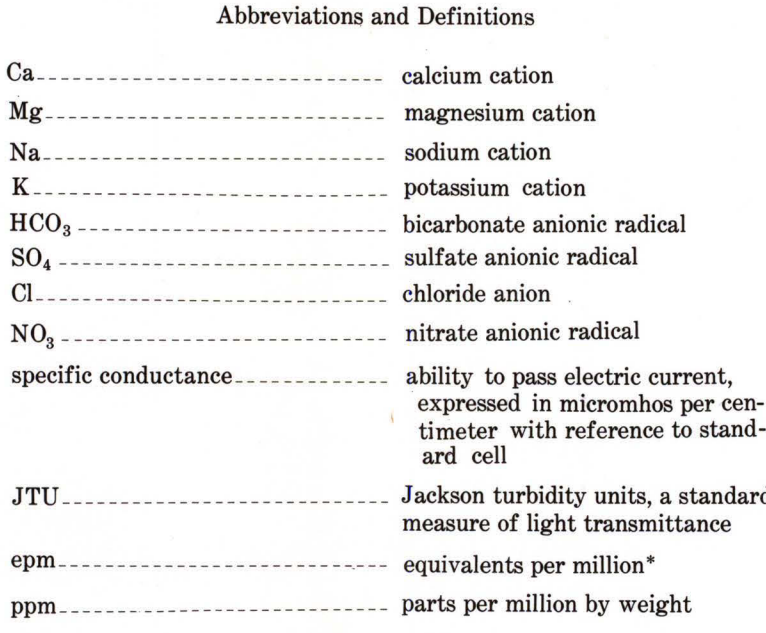 Abbreviations and Definitions
Ca calcium cation
Mg magnesium cation
Na sodium cation
K potassium cation
HCO₃ bicarbonate anionic radical
SO₄ sulfate anionic radical
Cl chloride anion
NO₃ nitrate anionic radical
specific conductance ability to pass electric current,
expressed in micromhos per cen-
timeter with reference to stand-
ard cell
JTU Jackson turbidity units, a standard
measure of light transmittance
epm equivalents per million*
ppm parts per million by weight